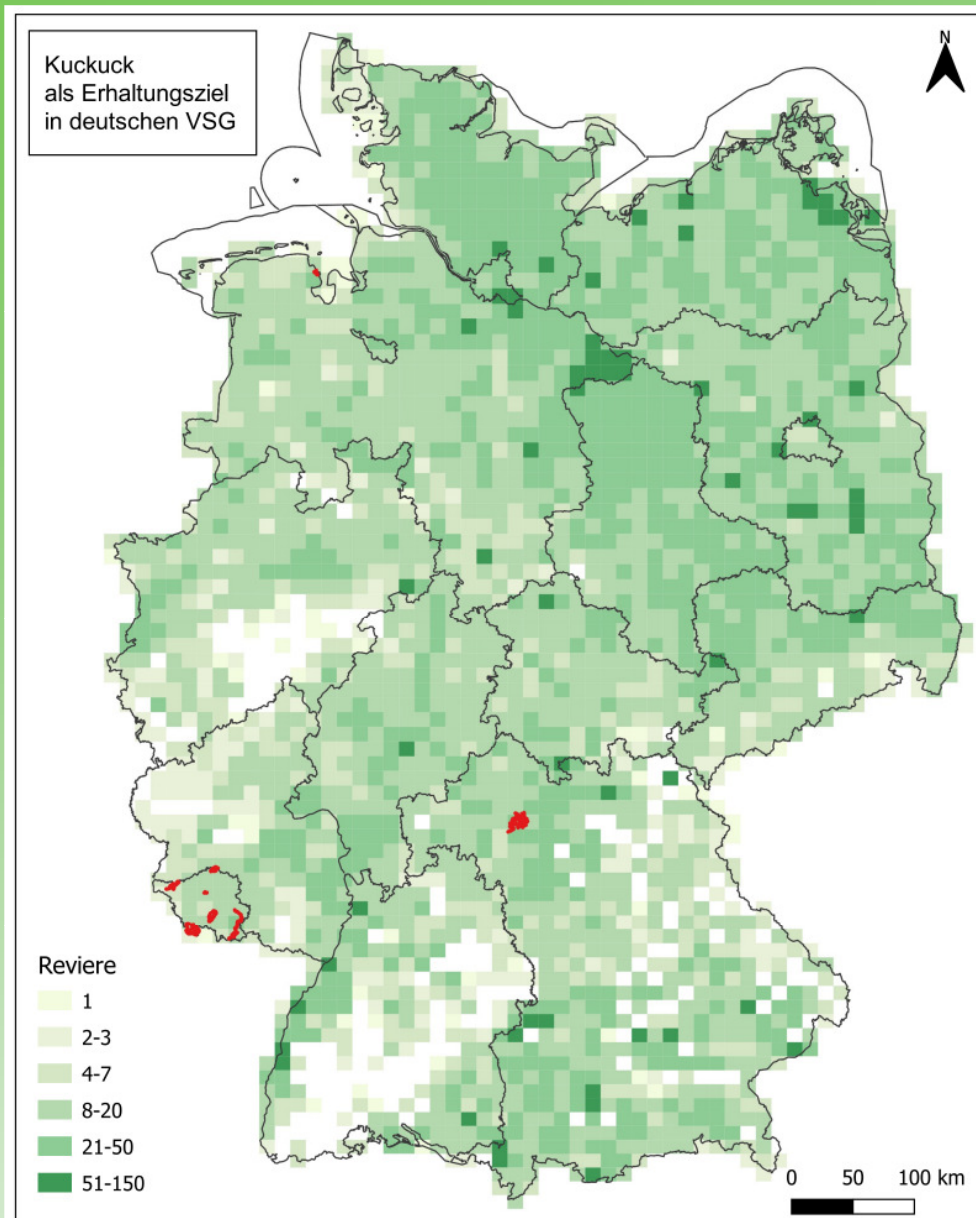 Kuckuck
als Erhaltungsziel
in deutschen VSG
N
Reviere
1
2-3
4-7
8-20
21-50
51-150
0 50 100 km